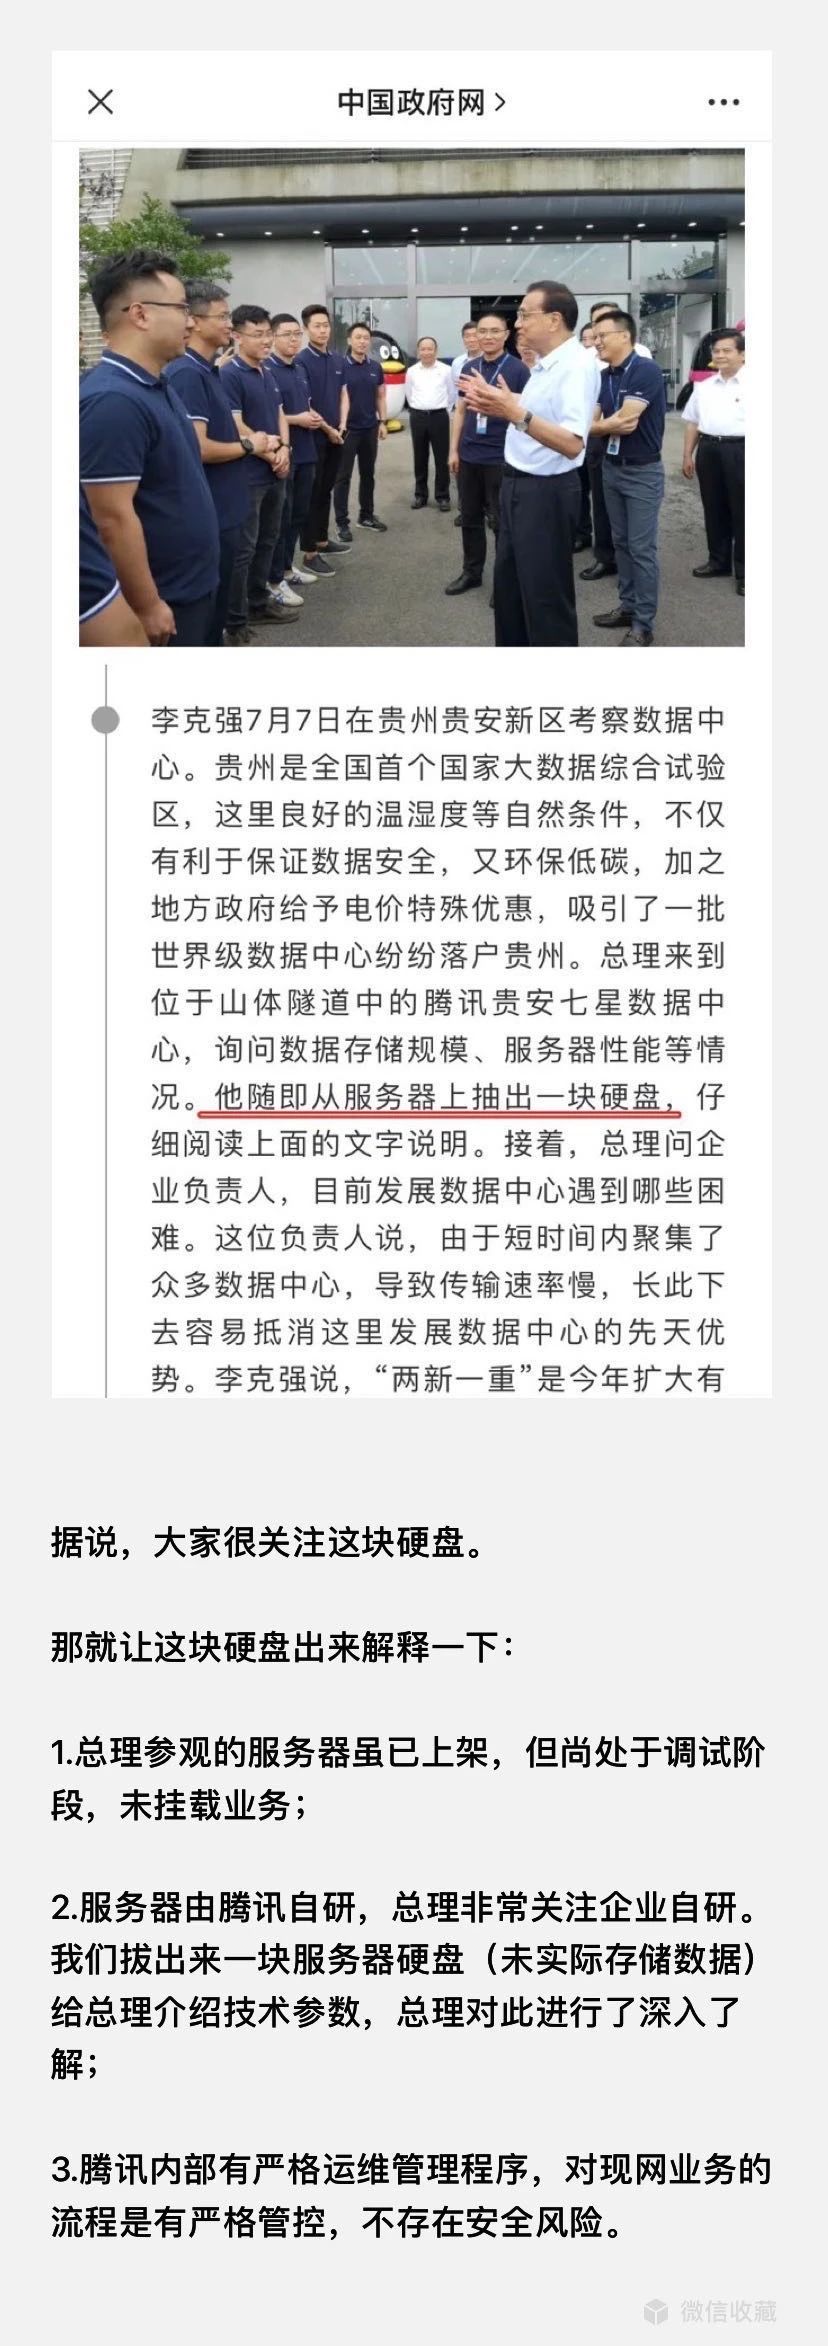 中国政府网
李克强7月7日在贵州贵安新区考察数据中
心。贵州是全国首个国家大数据综合试验
区，这里良好的温湿度等自然条件，不仅
有利于保证数据安全，又环保低碳，加之
地方政府给予电价特殊优惠，吸引了一批
世界级数据中心纷纷落户贵州。总理来到
位于山体隧道中的腾讯贵安七星数据中
心，询问数据存储规模、服务器性能等情
况。他随即从服务器上抽出一块硬盘，仔
细阅读上面的文字说明。接着，总理问企
业负责人，目前发展数据中心遇到哪些困
难。这位负责人说，由于短时间内聚集了
众多数据中心，导致传输速率慢，长此下
去容易抵消这里发展数据中心的先天优
势。李克强说，“两新一重”是今年扩大有
据说，大家很关注这块硬盘。
那就让这块硬盘出来解释一下：
1.总理参观的服务器虽已上架，但尚处于调试阶
段，未挂载业务；
2.服务器由腾讯自研，总理非常关注企业自研。
我们拔出来一块服务器硬盘（未实际存储数据）
给总理介绍技术参数，总理对此进行了深入了
解；
3.腾讯内部有严格运维管理程序，对现网业务的
流程是有严格管控，不存在安全风险。
微信收藏